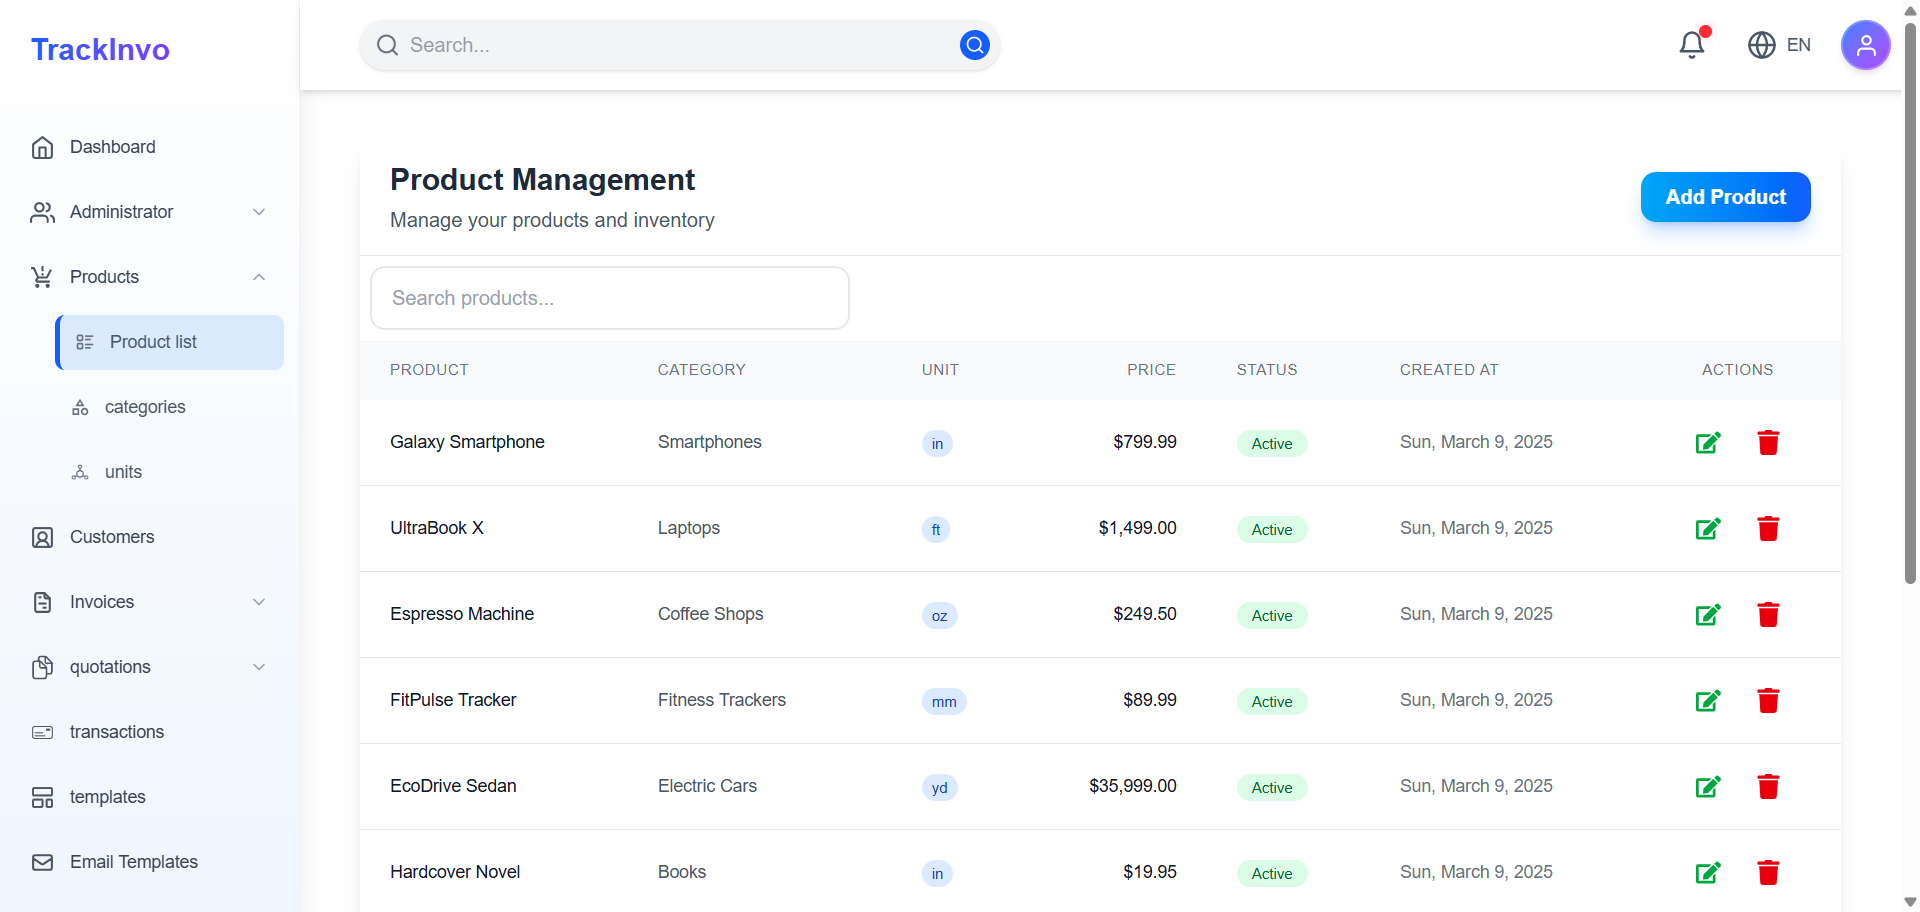 TrackInvo
Search...
EN
Dashboard
Administrator
Products
Product list
categories
units
Customers
Invoices
quotations
transactions
templates
Email Templates
Product Management
Manage your products and inventory
Add Product
Search products...
PRODUCT CATEGORY UNIT PRICE STATUS CREATED AT ACTIONS
Galaxy Smartphone Smartphones in $799.99 Active Sun, March 9, 2025
UltraBook X Laptops ft $1,499.00 Active Sun, March 9, 2025
Espresso Machine Coffee Shops oz $249.50 Active Sun, March 9, 2025
FitPulse Tracker Fitness Trackers mm $89.99 Active Sun, March 9, 2025
EcoDrive Sedan Electric Cars yd $35,999.00 Active Sun, March 9, 2025
Hardcover Novel Books in $19.95 Active Sun, March 9, 2025